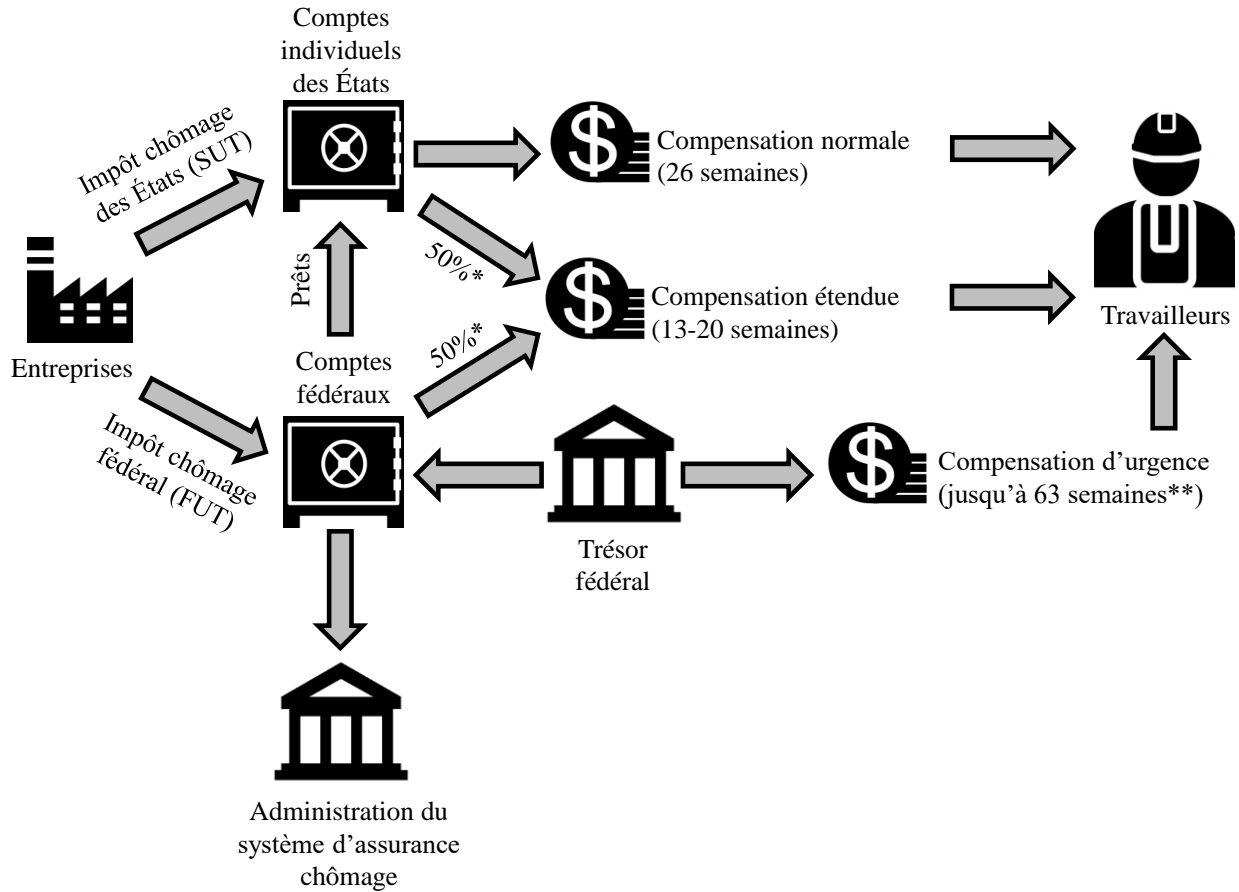 Comptes
individuels
des États
Impôt chômage
des États (SUT)
$
Compensation normale
(26 semaines)
Prêts
50%*
$
Compensation étendue
(13-20 semaines)
50%*
Travailleurs
Entreprises
Comptes
fédéraux
Impôt chômage
fédéral (FUT)
$
Compensation d’urgence
(jusqu’à 63 semaines**)
Trésor
fédéral
Administration du
système d’assurance
chômage